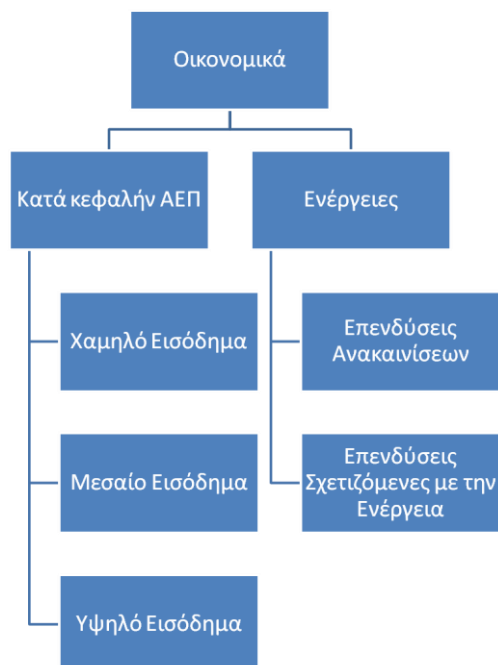 Οικονομικά
Κατά κεφαλήν ΑΕΠ
Ενέργειες
Χαμηλό Εισόδημα
Επενδύσεις
Ανακαινίσεων
Μεσαίο Εισόδημα
Επενδύσεις
Σχετιζόμενες με την
Ενέργεια
Υψηλό Εισόδημα